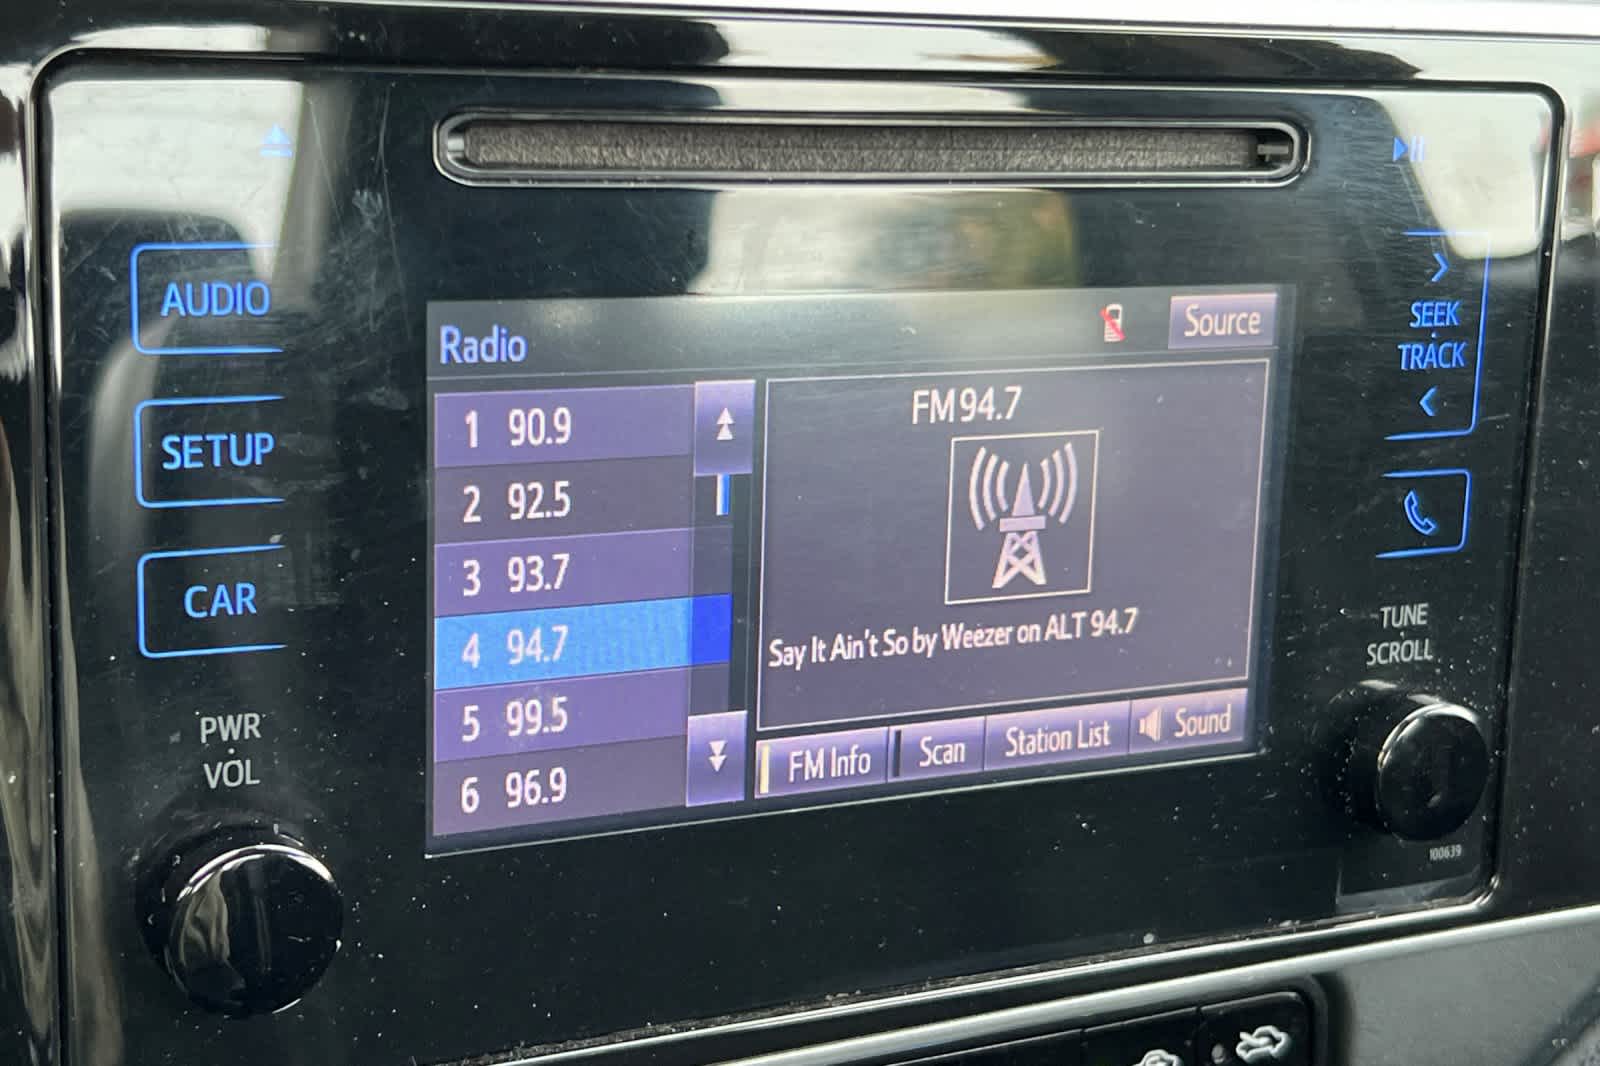 AUDIO
SETUP
CAR
PWR
VOL
Radio
Source
1 90.9
2 92.5
3 93.7
4 94.7
5 99.5
6 96.9
FM 94.7
Say It Ain't So by Weezer on ALT 94.7
FM Info
Scan
Station List
Sound
SEEK
TRACK
TUNE
SCROLL
100639